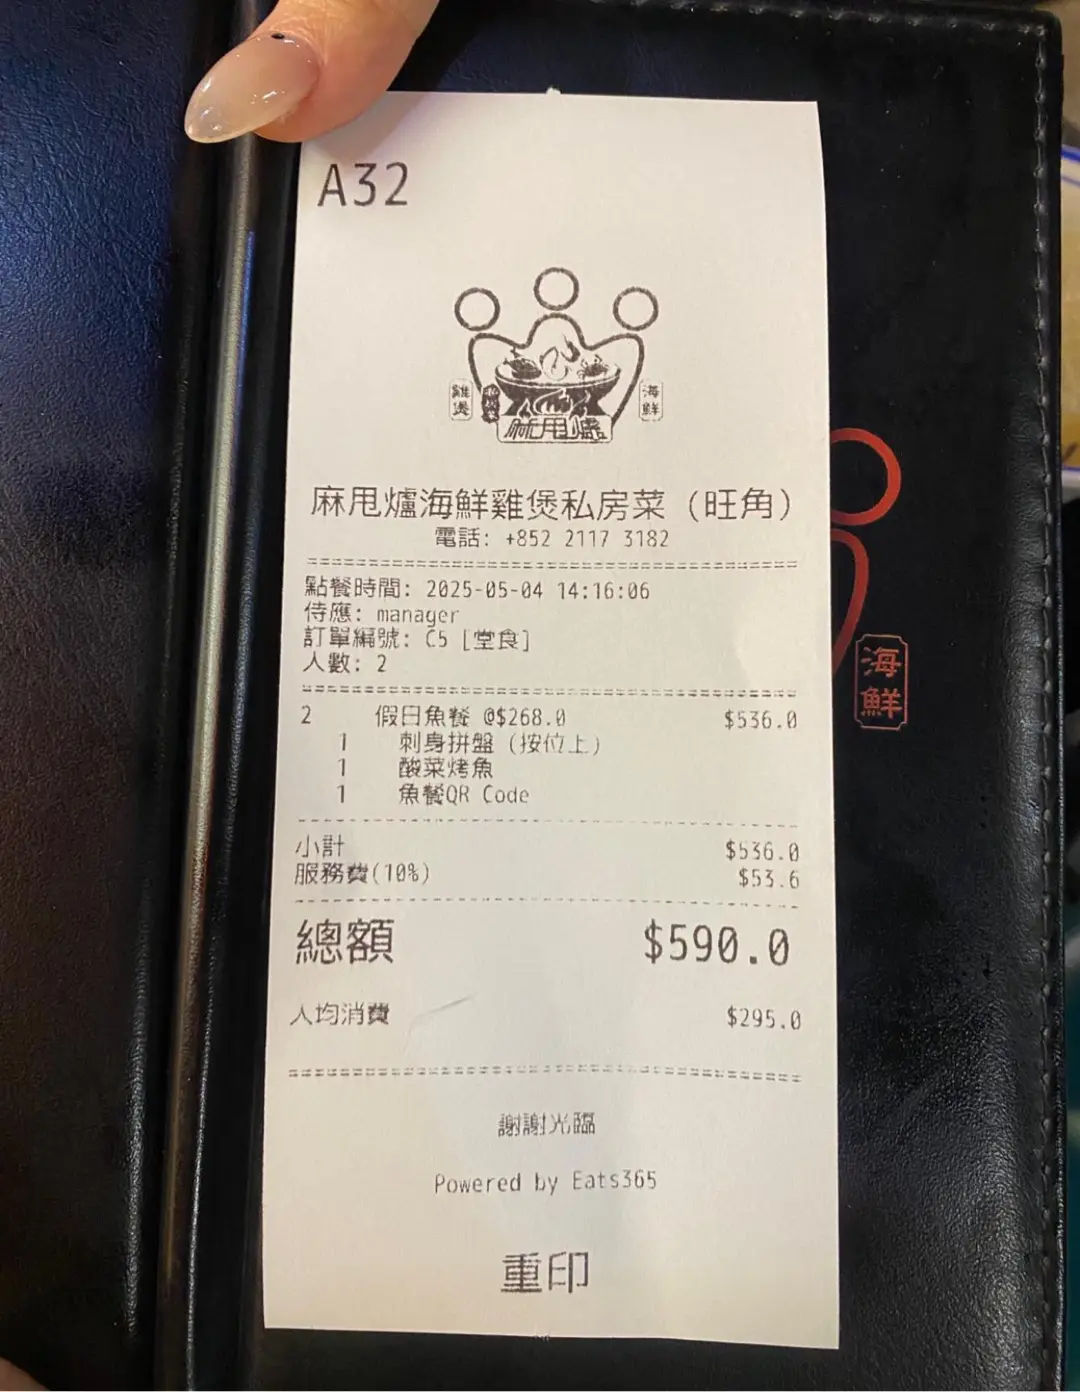 A32
雞煲
海鮮
麻甩爐
麻甩爐海鮮雞煲私房菜 (旺角)
電話: +852 2117 3182
點餐時間: 2025-05-04 14:16:06
侍應: manager
訂單編號: C5 [堂食]
人數: 2
2 假日魚餐 @$268.0 $536.0
1 刺身拼盤 (按位上)
1 酸菜烤魚
1 魚餐QR Code
小計 $536.0
服務費(10%) $53.6
總額 $590.0
人均消費 $295.0
謝謝光臨
Powered by Eats365
重印
海鮮